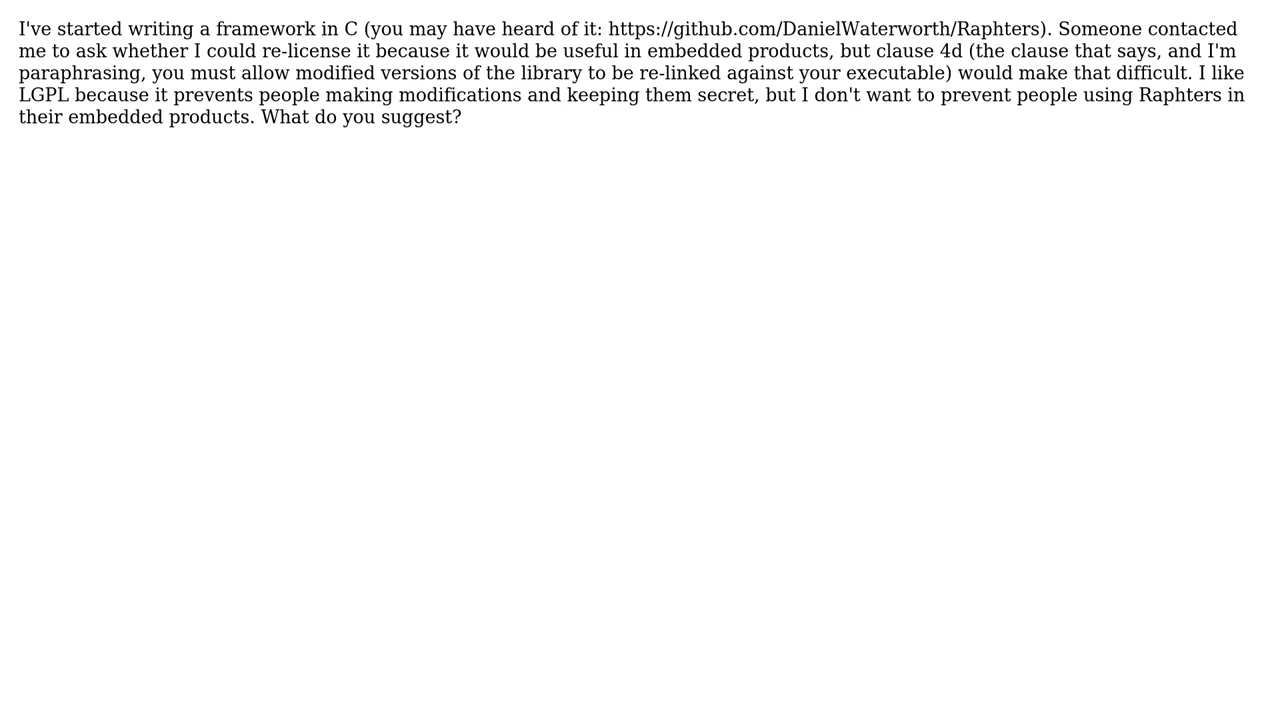 I've started writing a framework in C (you may have heard of it: https://github.com/DanielWaterworth/Raphters). Someone contacted
me to ask whether I could re-license it because it would be useful in embedded products, but clause 4d (the clause that says, and I'm
paraphrasing, you must allow modified versions of the library to be re-linked against your executable) would make that difficult. I like
LGPL because it prevents people making modifications and keeping them secret, but I don't want to prevent people using Raphters in
their embedded products. What do you suggest?